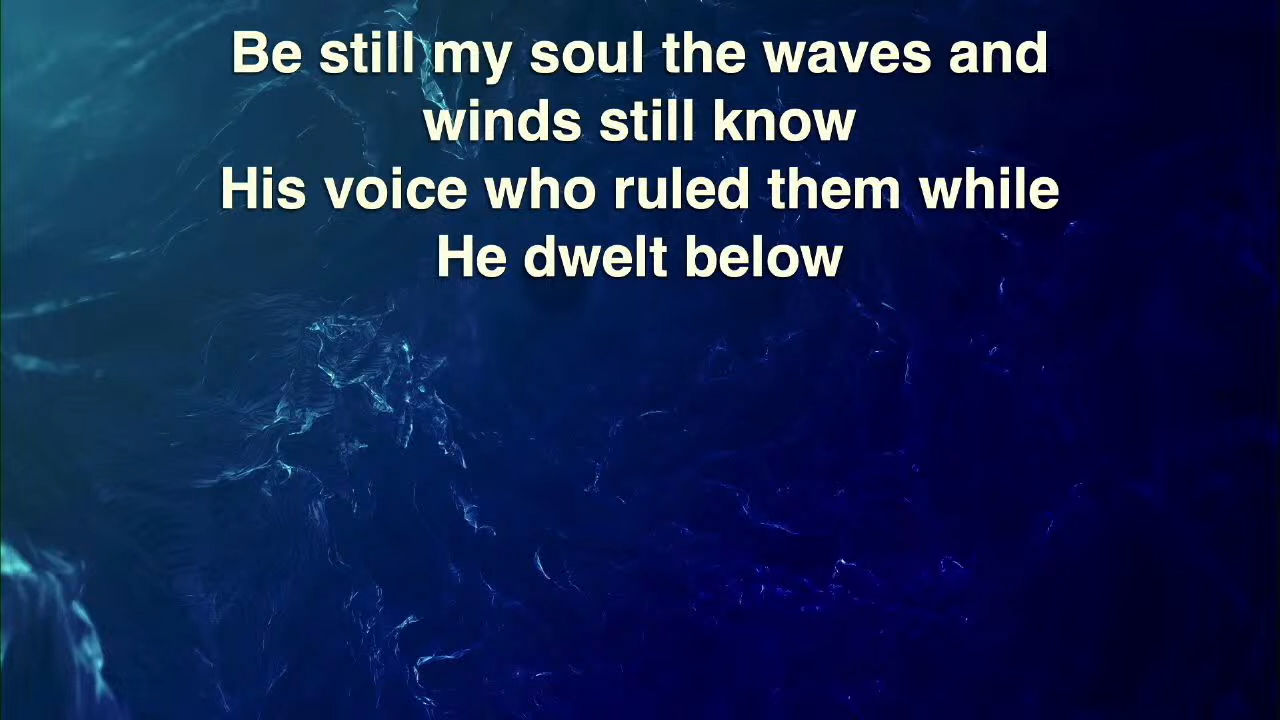 Be still my soul the waves and
winds still know
His voice who ruled them while
He dwelt below